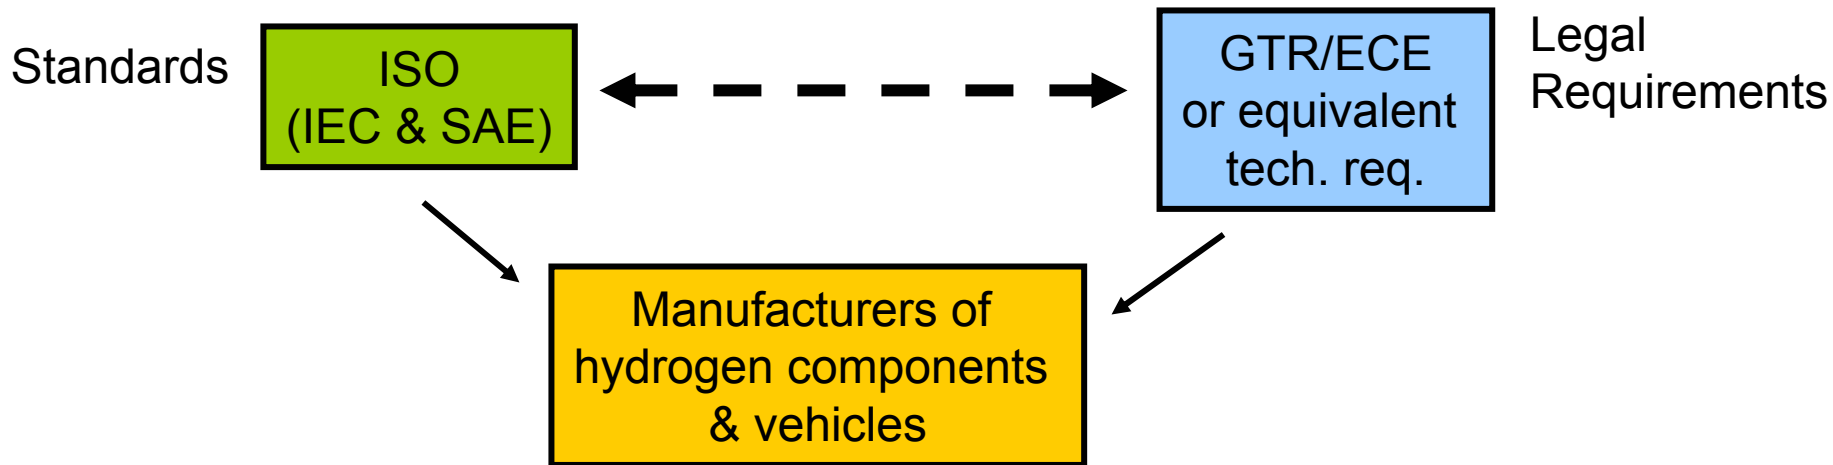 Standards
ISO
(IEC & SAE)
GTR/ECE
or equivalent
tech. req.
Legal
Requirements
Manufacturers of
hydrogen components
& vehicles